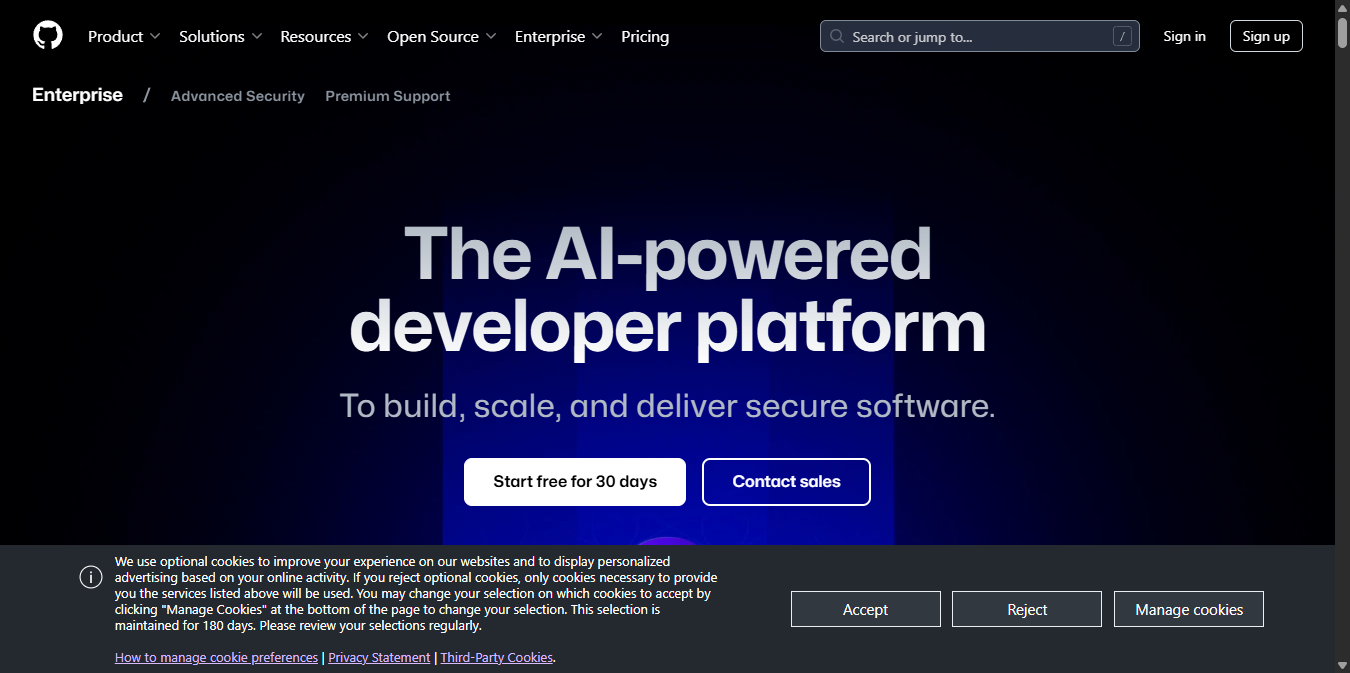 Product Solutions Resources Open Source Enterprise Pricing Search or jump to... / Sign in Sign up
Enterprise / Advanced Security Premium Support
The AI-powered
developer platform
To build, scale, and deliver secure software.
Start free for 30 days Contact sales
We use optional cookies to improve your experience on our websites and to display personalized
advertising based on your online activity. If you reject optional cookies, only cookies necessary to provide
you the services listed above will be used. You may change your selection on which cookies to accept by
clicking "Manage Cookies" at the bottom of the page to change your selection. This selection is
maintained for 180 days. Please review your selections regularly.
How to manage cookie preferences | Privacy Statement | Third-Party Cookies.
Accept Reject Manage cookies